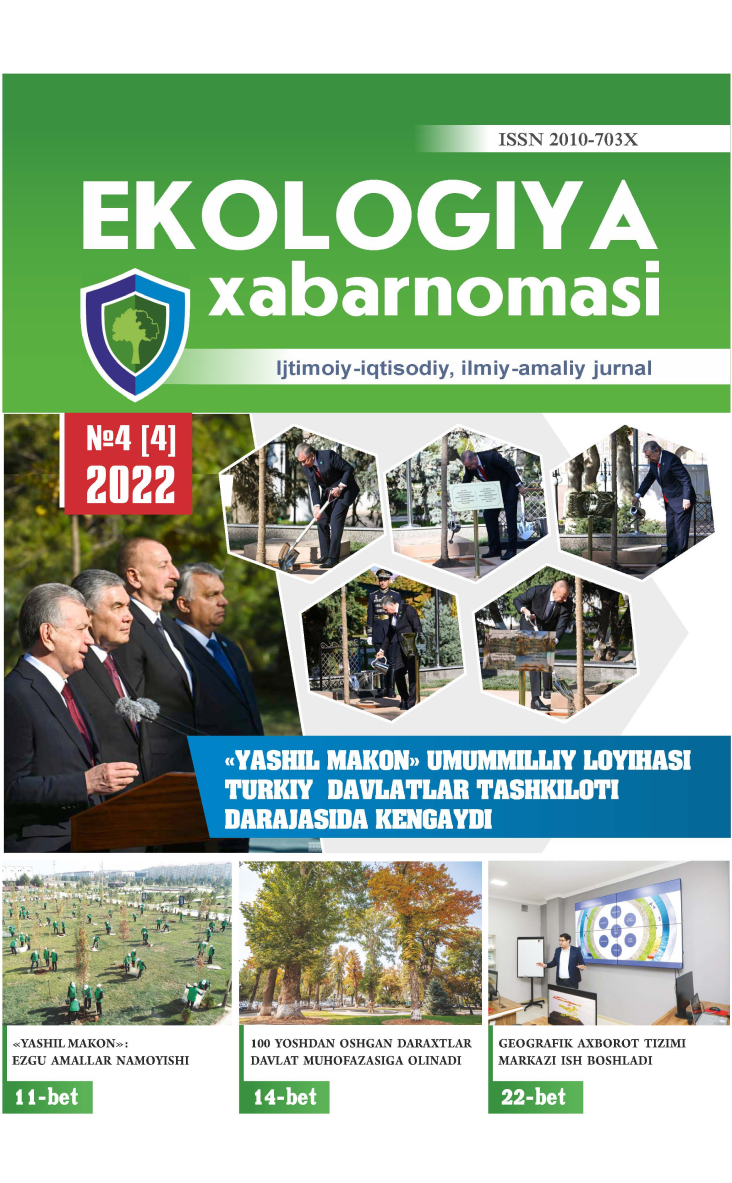 ISSN 2010-703X
EKOLOGIYA
xabarnomasi
Ijtimoiy-iqtisodiy, ilmiy-amaliy jurnal
№4 [4]
2022
«YASHIL MAKON» UMUMMILLIY LOYIHASI
TURKIY DAVLATLAR TASHKILOTI
DARAJASIDA KENGAYDI
«YASHIL MAKON»:
EZGU AMALLAR NAMOYISHI
11-bet
100 YOSHDAN OSHGAN DARAXTLAR
DAVLAT MUHOFAZASIGA OLINADI
14-bet
GEOGRAFIK AXBOROT TIZIMI
MARKAZI ISH BOSHLADI
22-bet